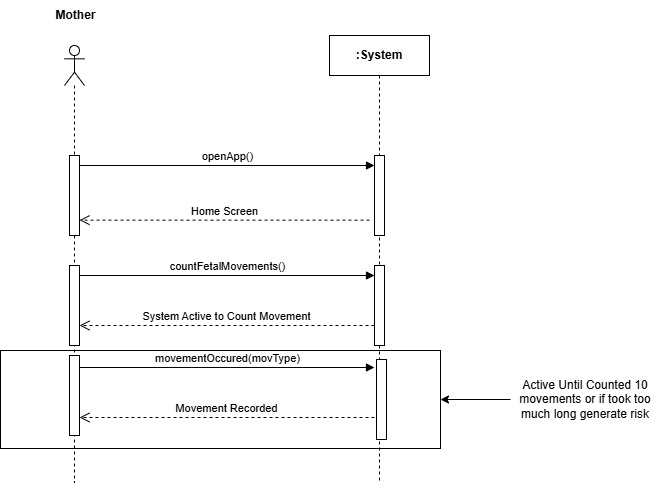 Mother
:System
openApp()
Home Screen
countFetalMovements()
System Active to Count Movement
movementOccured(movType)
Movement Recorded
Active Until Counted 10
movements or if took too
much long generate risk